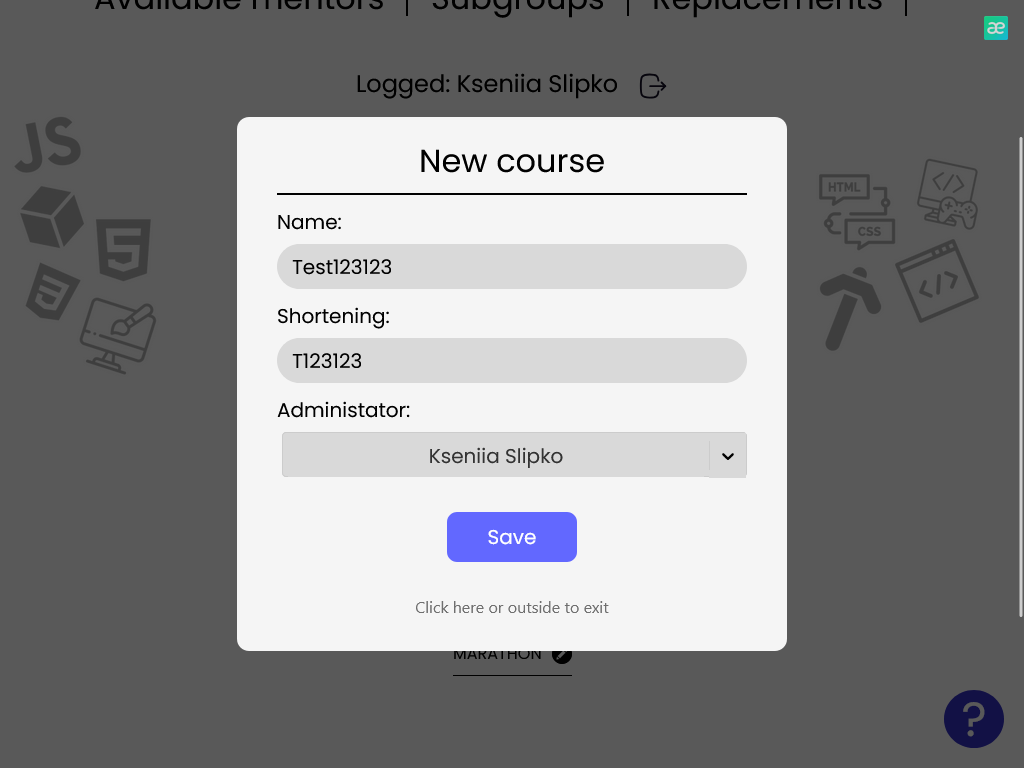 Available mentors | Subgroups | Replacements |
æ
Logged: Kseniia Slipko
JS
HTML
CSS
New course
Name:
Test123123
Shortening:
T123123
Administator:
Kseniia Slipko
Save
Click here or outside to exit
MARATHON
?